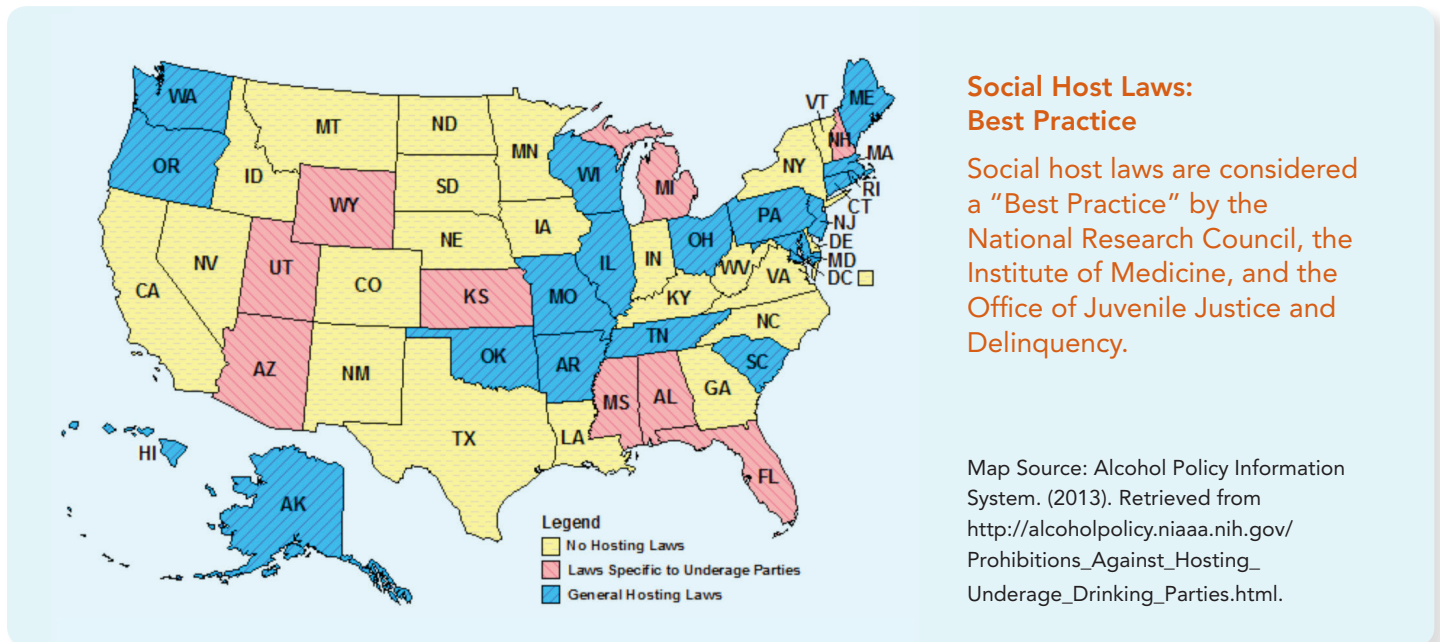 WA
OR
ID
MT
ND
MN
SD
WY
NE
IA
WI
MI
NV
UT
CO
KS
MO
IL
IN
OH
PA
NY
VT
NH
ME
MA
RI
CT
NJ
DE
MD
DC
WV
VA
KY
NC
TN
SC
CA
AZ
NM
OK
AR
TX
LA
MS
AL
GA
FL
HI
AK
Legend
No Hosting Laws
Laws Specific to Underage Parties
General Hosting Laws
Social Host Laws:
Best Practice
Social host laws are considered
a “Best Practice” by the
National Research Council, the
Institute of Medicine, and the
Office of Juvenile Justice and
Delinquency.
Map Source: Alcohol Policy Information
System. (2013). Retrieved from
http://alcoholpolicy.niaaa.nih.gov/
Prohibitions_Against_Hosting_
Underage_Drinking_Parties.html.